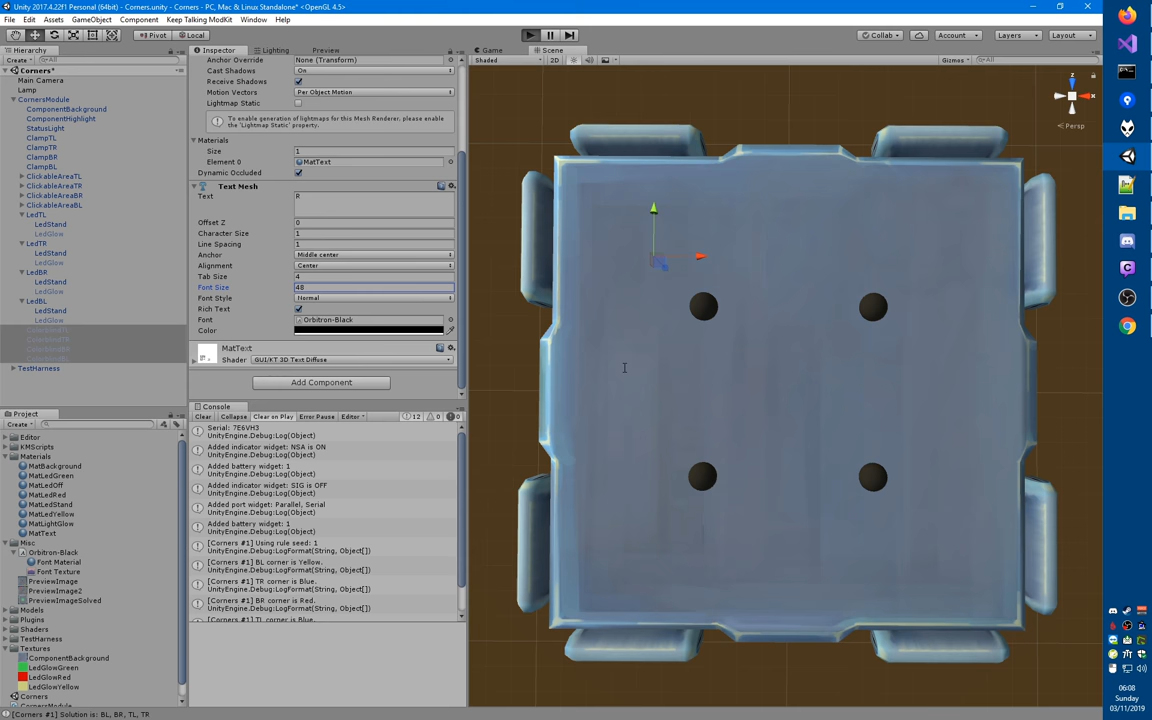 Unity 2017.4.22f1 Personal (64bit) - Corners.unity - Corners - PC, Mac & Linux Standalone* <OpenGL 4.5>
File Edit Assets GameObject Component Keep Talking ModKit Window Help
Pivot Local Collab Account Layers Layout
Hierarchy
Create All
Corners*
Main Camera
Lamp
CornersModule
ComponentBackground
ComponentHighlight
StatusLight
ClampTL
ClampTR
ClampBR
ClampBL
ClickableAreaTL
ClickableAreaTR
ClickableAreaBR
ClickableAreaBL
LedTL
LedStand
LedGlow
LedTR
LedStand
LedGlow
LedBR
LedStand
LedGlow
LedBL
LedStand
LedGlow
TestHarness
Inspector Lighting Preview
Anchor Override None (Transform)
Cast Shadows On
Receive Shadows
Motion Vectors Per Object Motion
Lightmap Static
To enable generation of lightmaps for this Mesh Renderer, please enable
the 'Lightmap Static' property.
Materials
Size 1
Element 0 MatText
Dynamic Occluded
Text Mesh
Text R
Offset Z 0
Character Size 1
Line Spacing 1
Anchor Middle center
Alignment Center
Tab Size 4
Font Size 48
Font Style Normal
Rich Text
Font Orbitron-Black
Color
MatText
Shader GUI/KT 3D Text Diffuse
Add Component
Game Scene
Shaded 2D Gizmos All
z
x
Persp
Project
Create
Editor
KMScripts
Materials
MatBackground
MatLedGreen
MatLedOff
MatLedRed
MatLedStand
MatLedYellow
MatLightGlow
MatText
Misc
Orbitron-Black
Font Material
Font Texture
PreviewImage
PreviewImage2
PreviewImageSolved
Models
Plugins
Shaders
TestHarness
Textures
ComponentBackground
LedGlowGreen
LedGlowRed
LedGlowYellow
Corners
CornersModule
Console
Clear Collapse Clear on Play Error Pause Editor 12 0 0
Serial: 7E6VH3
UnityEngine.Debug:Log(Object)
Added indicator widget: NSA is ON
UnityEngine.Debug:Log(Object)
Added battery widget: 1
UnityEngine.Debug:Log(Object)
Added indicator widget: SIG is OFF
UnityEngine.Debug:Log(Object)
Added port widget: Parallel, Serial
UnityEngine.Debug:Log(Object)
Added battery widget: 1
UnityEngine.Debug:Log(Object)
[Corners #1] Using rule seed: 1
UnityEngine.Debug:LogFormat(String, Object[])
[Corners #1] BL corner is Yellow.
UnityEngine.Debug:LogFormat(String, Object[])
[Corners #1] TR corner is Blue.
UnityEngine.Debug:LogFormat(String, Object[])
[Corners #1] BR corner is Red.
UnityEngine.Debug:LogFormat(String, Object[])
[Corners #1] TL corner is Blue.
[Corners #1] Solution is: BL, BR, TL, TR
06:08
Sunday
03/11/2019